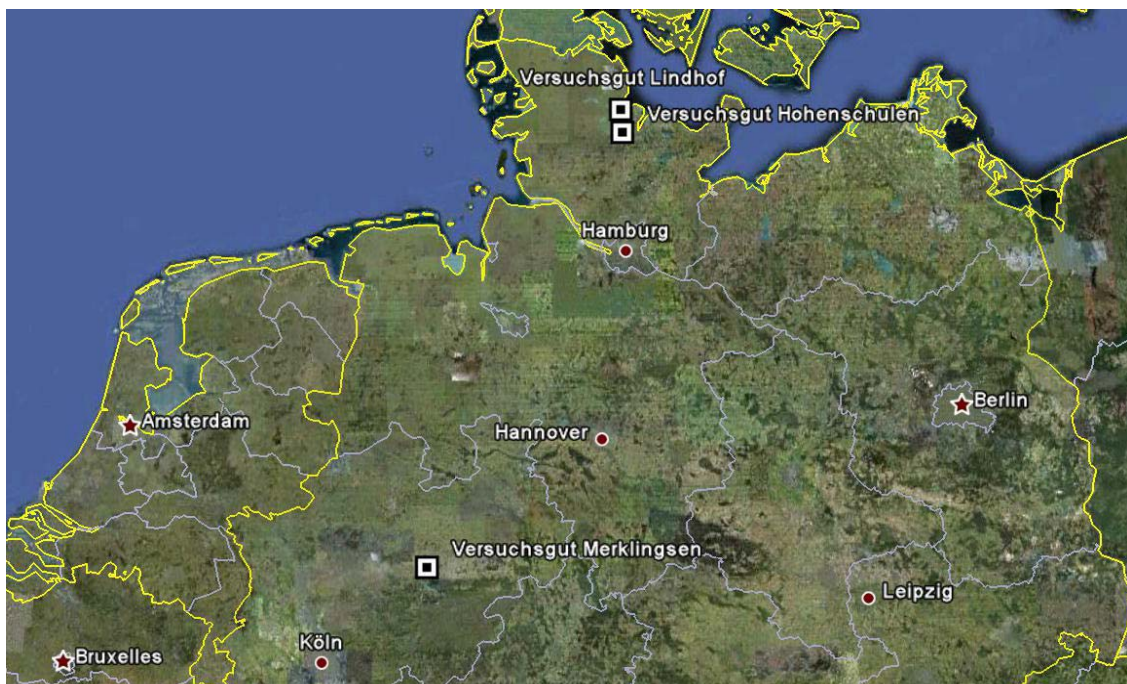 Versuchsgut Lindhof
Versuchsgut Hohenschulen
Hamburg
Amsterdam
Berlin
Hannover
Versuchsgut Merklingsen
Leipzig
Köln
Bruxelles